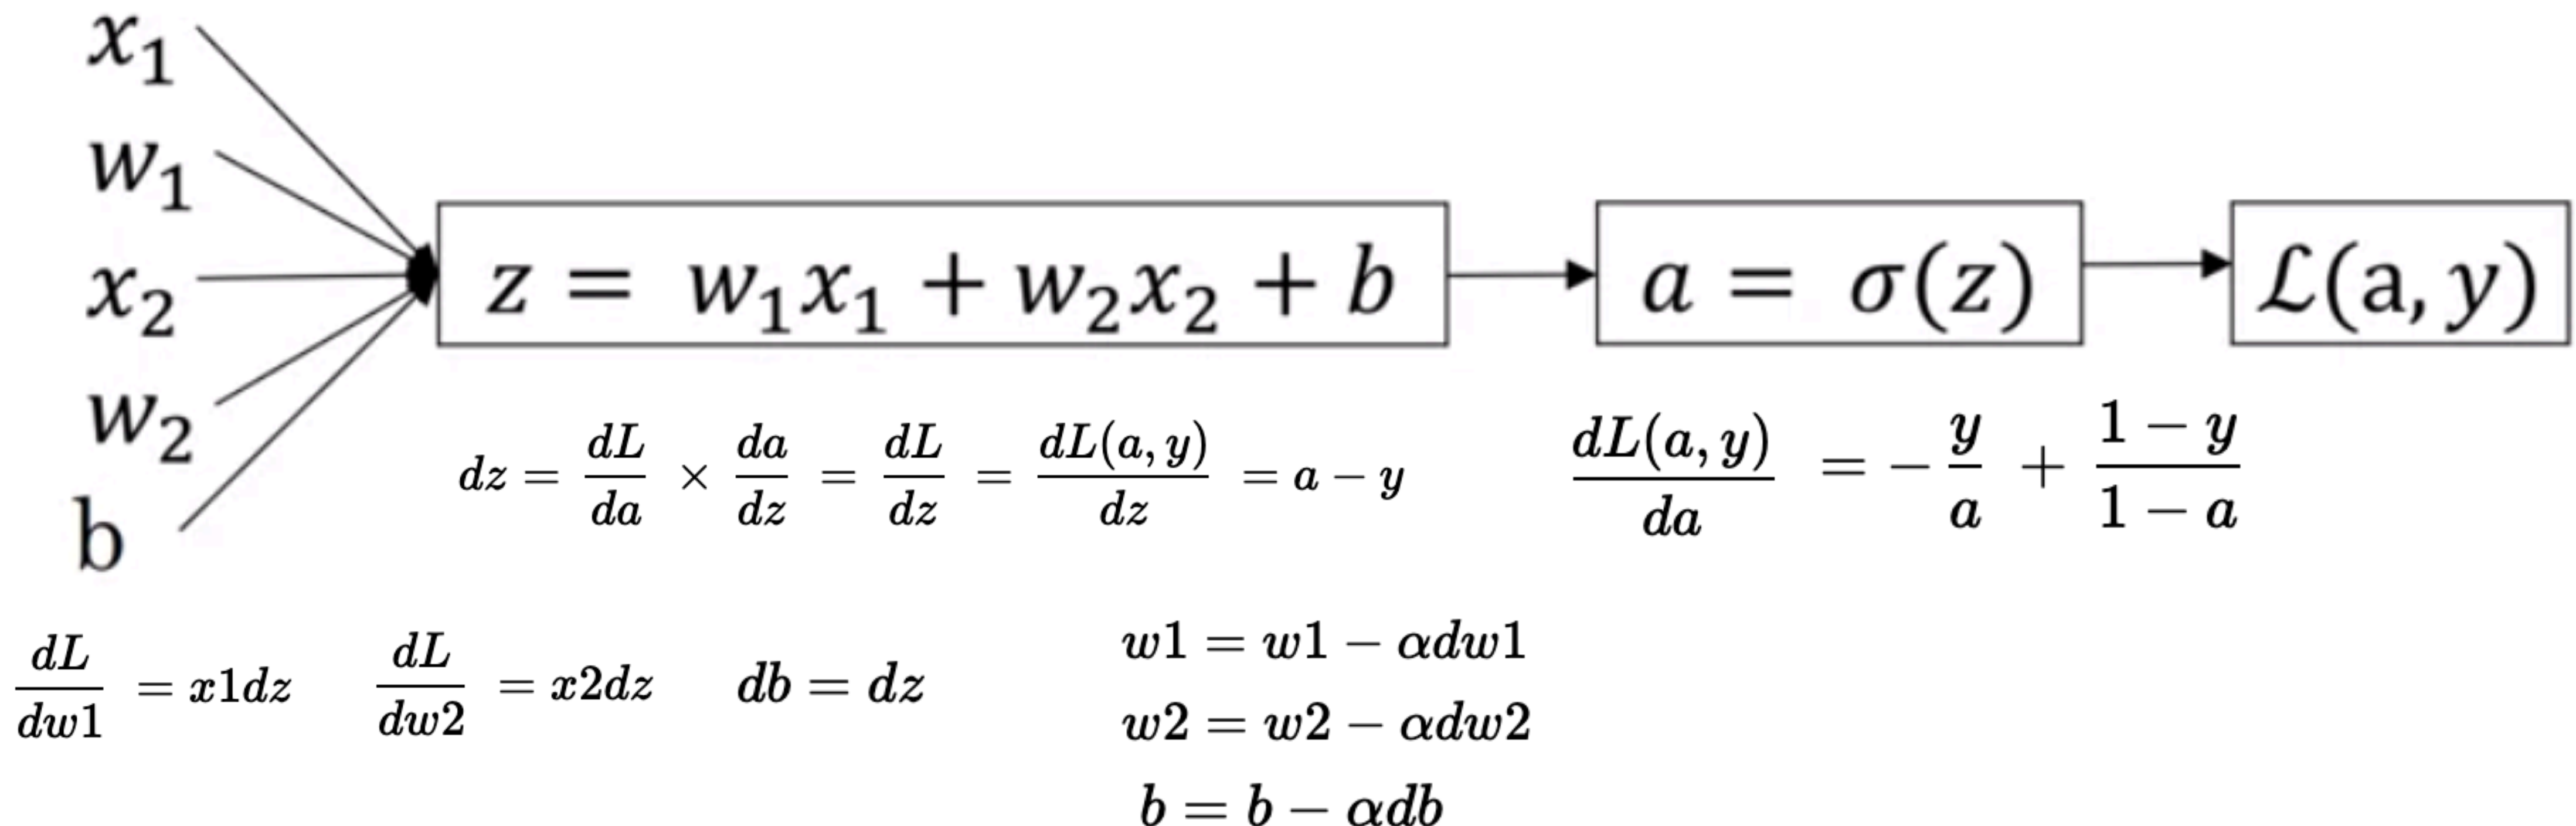 x₁
w₁
x₂
w₂
b
z = w₁x₁ + w₂x₂ + b
a = σ(z)
ℒ(a, y)
dz = dL/da × da/dz = dL/dz = dL(a, y)/dz = a − y
dL(a, y)/da = − y/a + (1 − y)/(1 − a)
dL/dw1 = x1dz
dL/dw2 = x2dz
db = dz
w1 = w1 − αdw1
w2 = w2 − αdw2
b = b − αdb